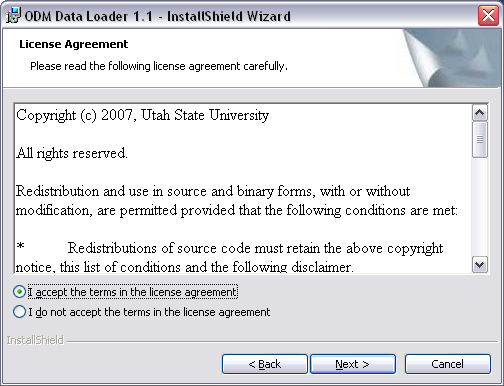 ODM Data Loader 1.1 - InstallShield Wizard
License Agreement
Please read the following license agreement carefully.
Copyright (c) 2007, Utah State University
All rights reserved.
Redistribution and use in source and binary forms, with or without
modification, are permitted provided that the following conditions are met:
* Redistributions of source code must retain the above copyright
notice, this list of conditions and the following disclaimer.
I accept the terms in the license agreement
I do not accept the terms in the license agreement
InstallShield
< Back Next > Cancel